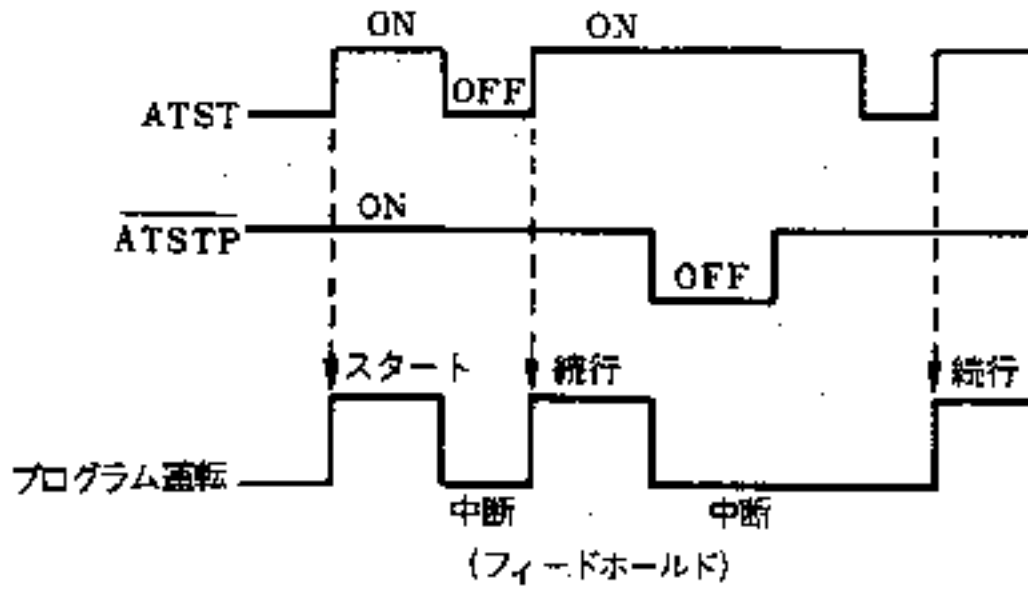 ON
ON
OFF
ATST
ON
ATSTP
OFF
スタート
続行
続行
プログラム運転
中断
中断
(フィードホールド)